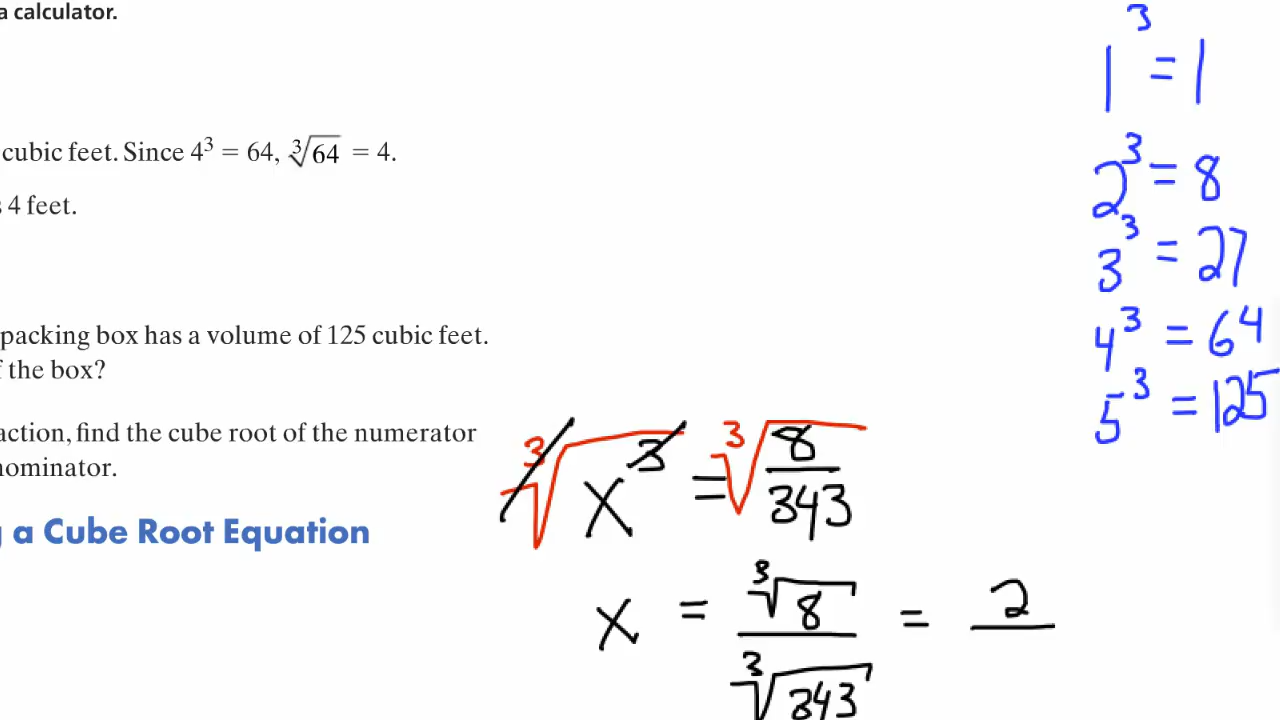 a calculator.
cubic feet. Since 4³ = 64, ∛64 = 4.
4 feet.
packing box has a volume of 125 cubic feet.
the box?
find the cube root of the numerator
a Cube Root Equation
1³ = 1
2³ = 8
3³ = 27
4³ = 64
5³ = 125
∛x³ = ∛(8/343)
x = ∛8/∛343 = 2/